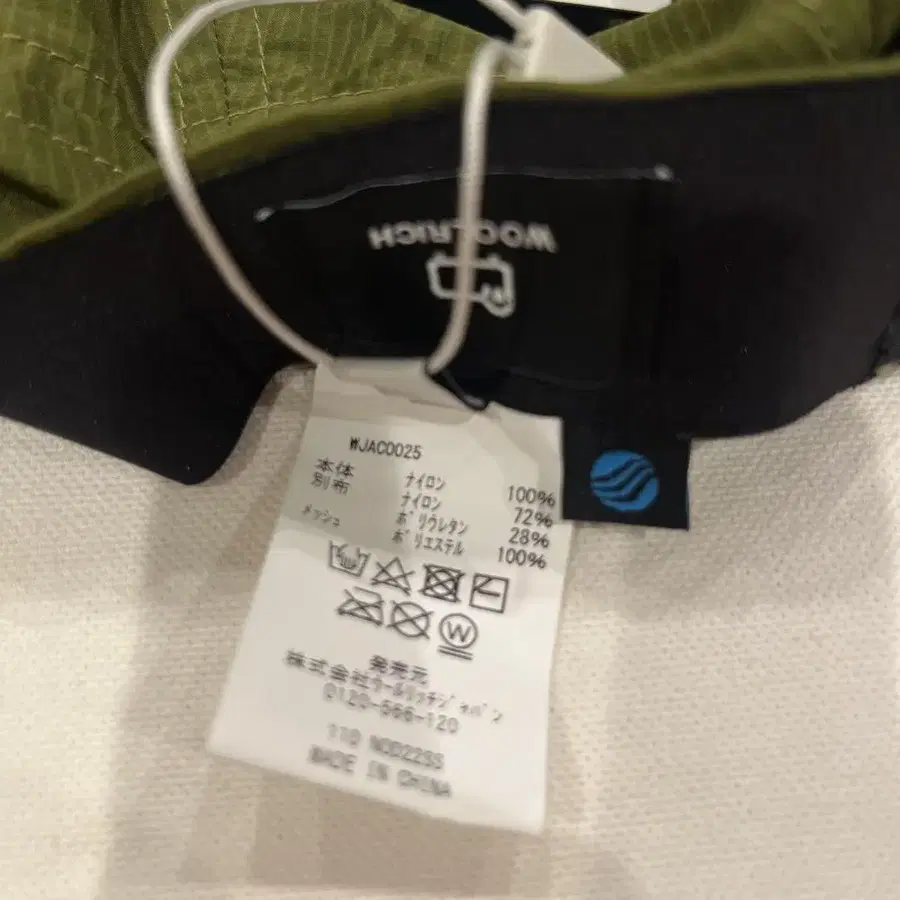 WOOLRICH
WJAC0025
本体 ナイロン 100%
別布 ナイロン 72%
ポリウレタン 28%
メッシュ ポリエステル 100%
W
発売元
株式会社ウールリッチジャパン
0120-566-120
110 WOD22SS
MADE IN CHINA